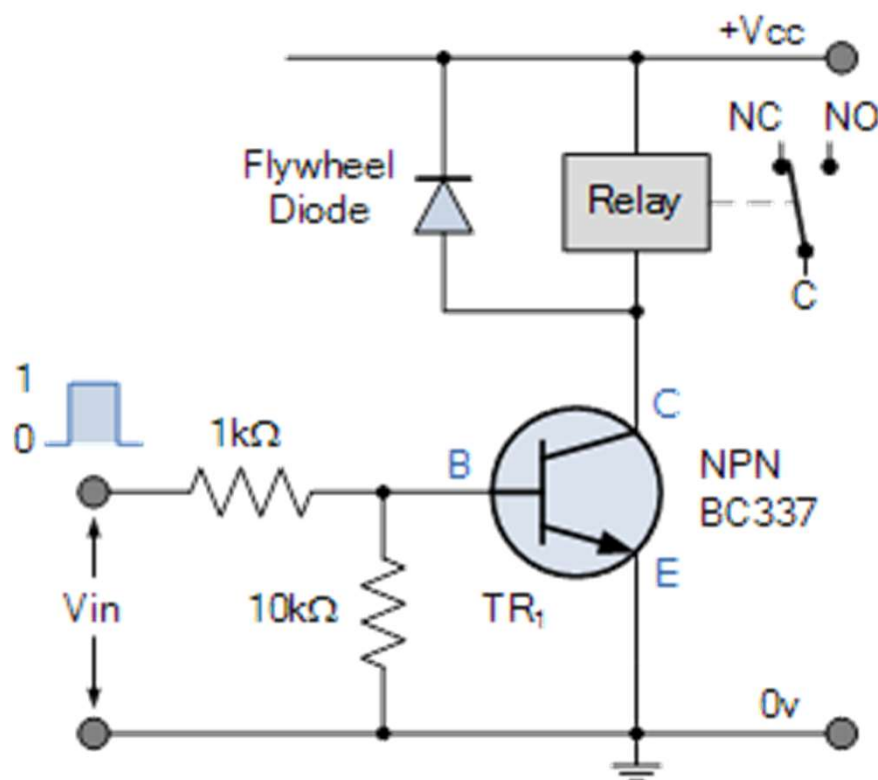 +Vcc
NC NO
Flywheel
Diode
Relay
C
1
0
1kΩ
B
C
NPN
BC337
E
Vin
10kΩ
TR₁
0v